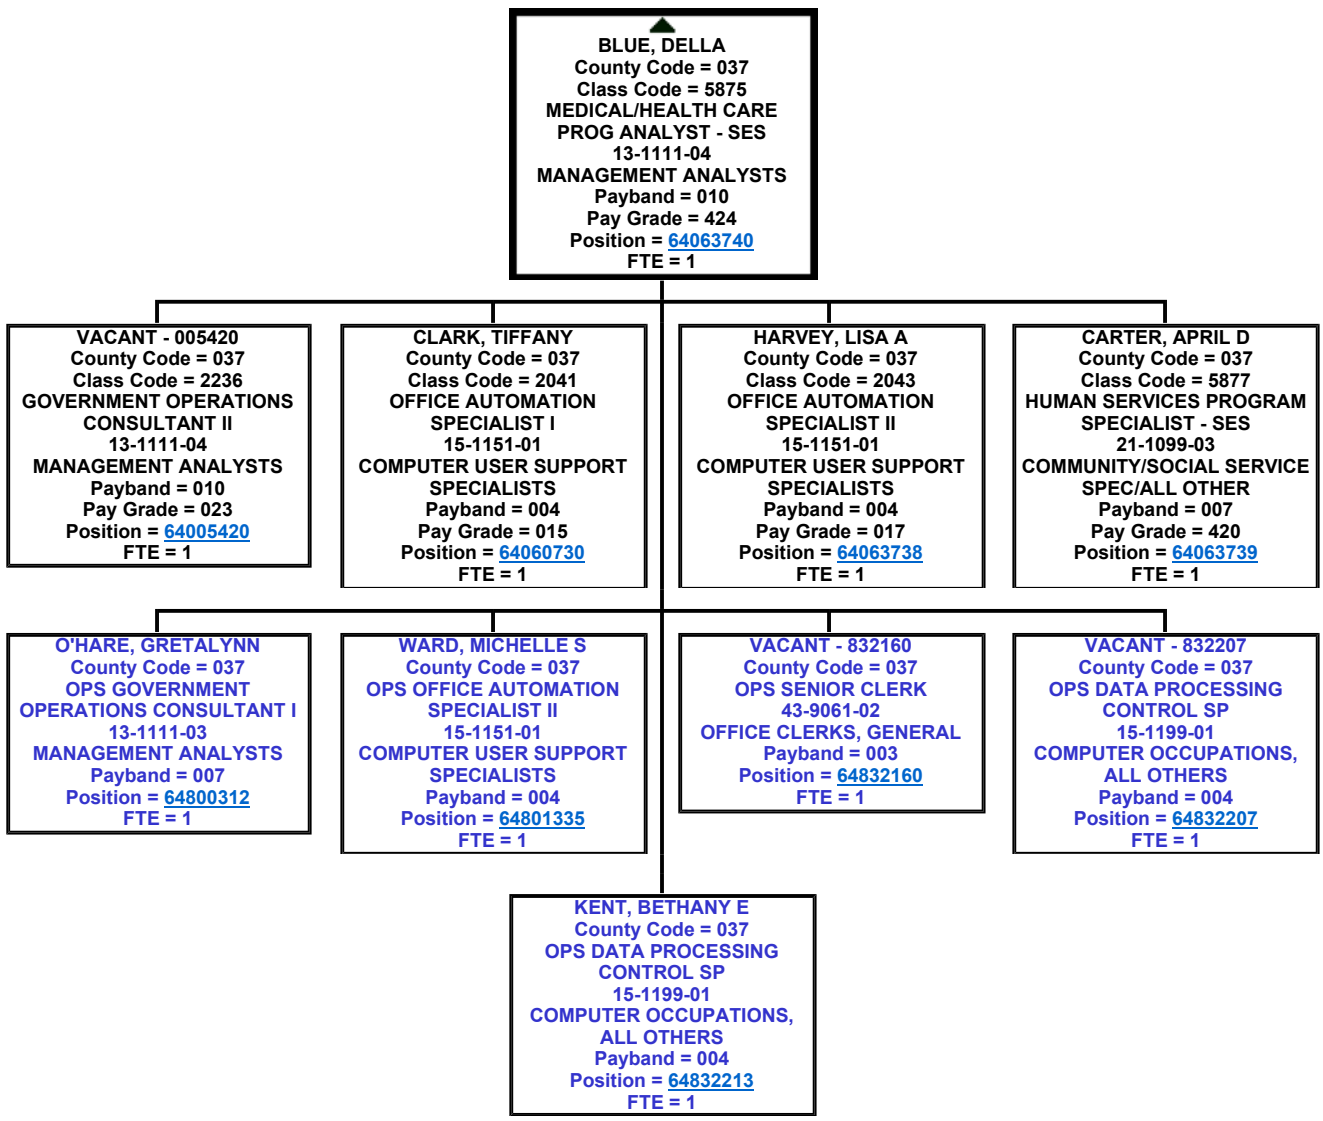 BLUE, DELLA
County Code = 037
Class Code = 5875
MEDICAL/HEALTH CARE
PROG ANALYST - SES
13-1111-04
MANAGEMENT ANALYSTS
Payband = 010
Pay Grade = 424
Position = 64063740
FTE = 1
VACANT - 005420
County Code = 037
Class Code = 2236
GOVERNMENT OPERATIONS
CONSULTANT II
13-1111-04
MANAGEMENT ANALYSTS
Payband = 010
Pay Grade = 023
Position = 64005420
FTE = 1
CLARK, TIFFANY
County Code = 037
Class Code = 2041
OFFICE AUTOMATION
SPECIALIST I
15-1151-01
COMPUTER USER SUPPORT
SPECIALISTS
Payband = 004
Pay Grade = 015
Position = 64060730
FTE = 1
HARVEY, LISA A
County Code = 037
Class Code = 2043
OFFICE AUTOMATION
SPECIALIST II
15-1151-01
COMPUTER USER SUPPORT
SPECIALISTS
Payband = 004
Pay Grade = 017
Position = 64063738
FTE = 1
CARTER, APRIL D
County Code = 037
Class Code = 5877
HUMAN SERVICES PROGRAM
SPECIALIST - SES
21-1099-03
COMMUNITY/SOCIAL SERVICE
SPEC/ALL OTHER
Payband = 007
Pay Grade = 420
Position = 64063739
FTE = 1
O'HARE, GRETALYNN
County Code = 037
OPS GOVERNMENT
OPERATIONS CONSULTANT I
13-1111-03
MANAGEMENT ANALYSTS
Payband = 007
Position = 64800312
FTE = 1
WARD, MICHELLE S
County Code = 037
OPS OFFICE AUTOMATION
SPECIALIST II
15-1151-01
COMPUTER USER SUPPORT
SPECIALISTS
Payband = 004
Position = 64801335
FTE = 1
VACANT - 832160
County Code = 037
OPS SENIOR CLERK
43-9061-02
OFFICE CLERKS, GENERAL
Payband = 003
Position = 64832160
FTE = 1
VACANT - 832207
County Code = 037
OPS DATA PROCESSING
CONTROL SP
15-1199-01
COMPUTER OCCUPATIONS,
ALL OTHERS
Payband = 004
Position = 64832207
FTE = 1
KENT, BETHANY E
County Code = 037
OPS DATA PROCESSING
CONTROL SP
15-1199-01
COMPUTER OCCUPATIONS,
ALL OTHERS
Payband = 004
Position = 64832213
FTE = 1